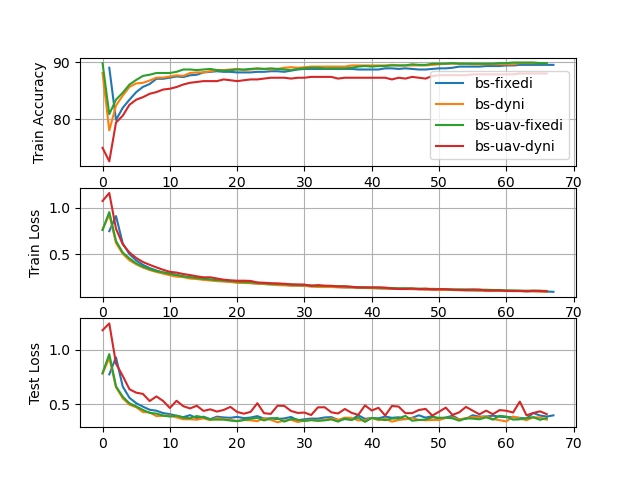 Train Accuracy
90
80
bs-fixedi
bs-dyni
bs-uav-fixedi
bs-uav-dyni
0 10 20 30 40 50 60 70
Train Loss
1.0
0.5
0 10 20 30 40 50 60 70
Test Loss
1.0
0.5
0 10 20 30 40 50 60 70